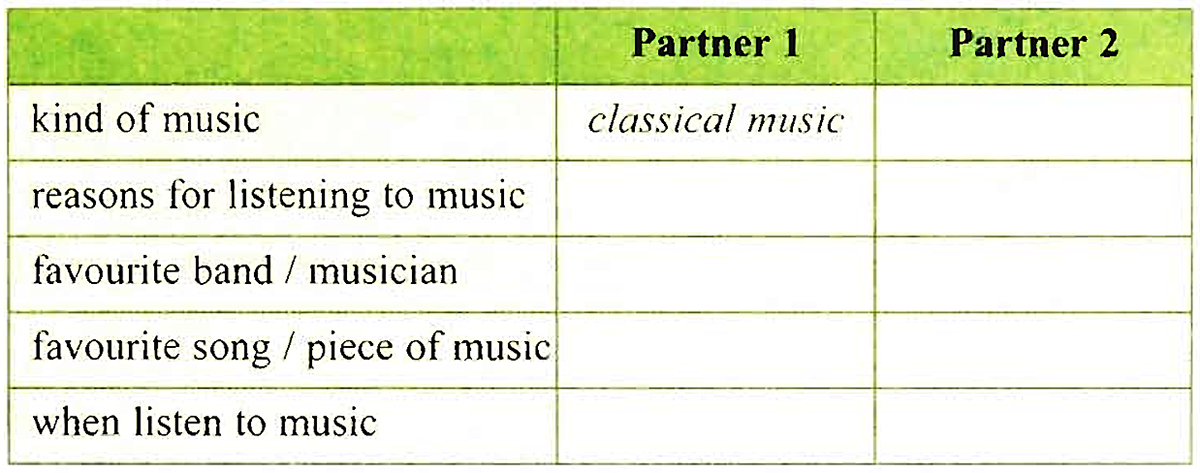 Partner 1 Partner 2
kind of music classical music
reasons for listening to music
favourite band / musician
favourite song / piece of music
when listen to music